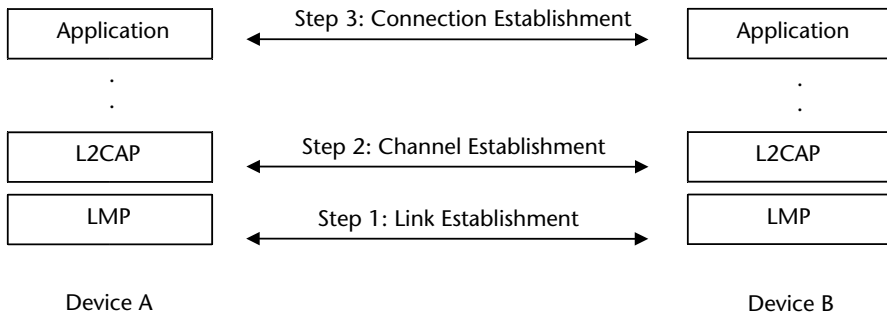 Application Step 3: Connection Establishment Application
L2CAP Step 2: Channel Establishment L2CAP
LMP Step 1: Link Establishment LMP
Device A Device B